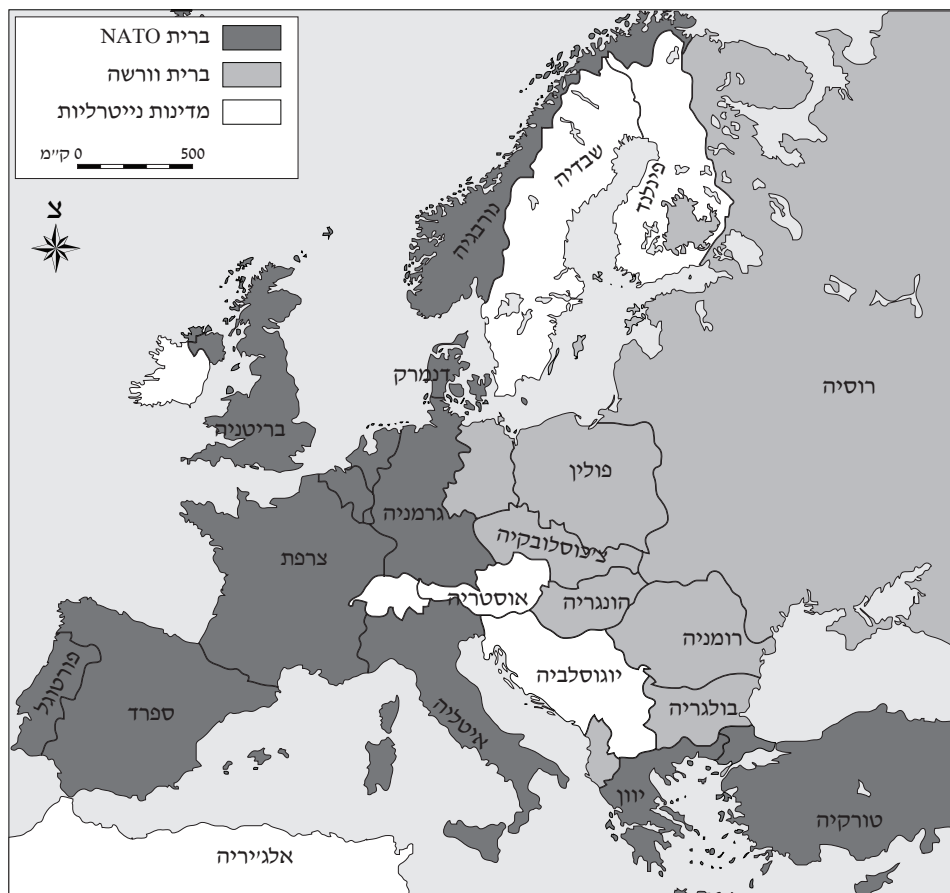 ברית NATO
ברית וורשה
מדינות נייטרליות
ק״מ 0 500
צ
שבדיה
פינלנד
נורבגיה
דנמרק
רוסיה
בריטניה
פולין
גרמניה
צ׳כוסלובקיה
צרפת
אוסטריה
הונגריה
רומניה
יוגוסלביה
בולגריה
פורטוגל
ספרד
איטליה
יוון
טורקיה
אלג׳יריה